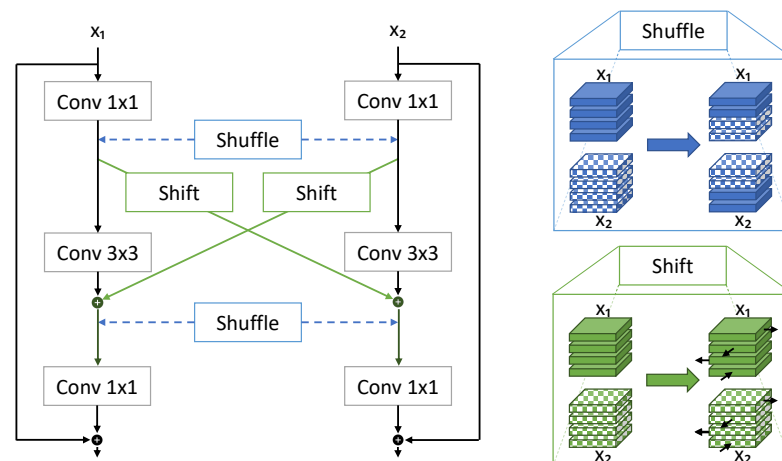 x₁
x₂
Conv 1x1
Conv 1x1
Shuffle
Shift
Shift
Conv 3x3
Conv 3x3
Shuffle
Conv 1x1
Conv 1x1
Shuffle
X₁
X₁
X₂
X₂
Shift
X₁
X₁
X₂
X₂